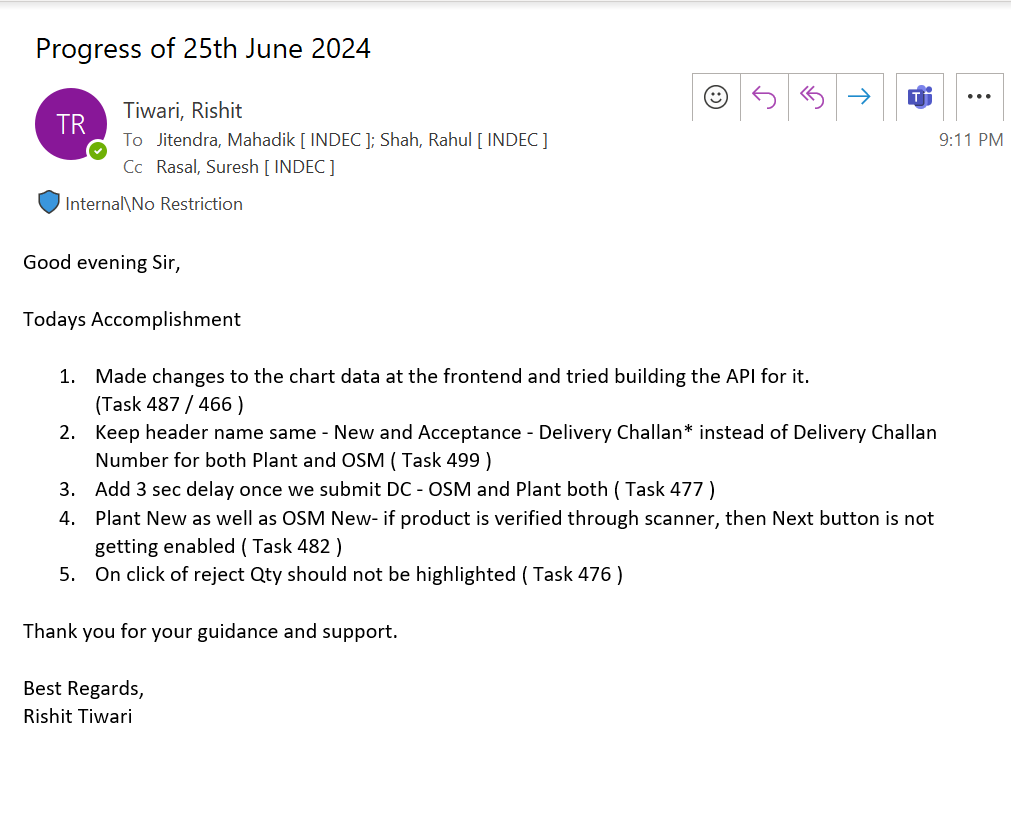 Progress of 25th June 2024
TR
Tiwari, Rishit
To Jitendra, Mahadik [ INDEC ]; Shah, Rahul [ INDEC ]
9:11 PM
Cc Rasal, Suresh [ INDEC ]
Internal\No Restriction
Good evening Sir,
Todays Accomplishment
1. Made changes to the chart data at the frontend and tried building the API for it.
(Task 487 / 466 )
2. Keep header name same - New and Acceptance - Delivery Challan* instead of Delivery Challan
Number for both Plant and OSM ( Task 499 )
3. Add 3 sec delay once we submit DC - OSM and Plant both ( Task 477 )
4. Plant New as well as OSM New- if product is verified through scanner, then Next button is not
getting enabled ( Task 482 )
5. On click of reject Qty should not be highlighted ( Task 476 )
Thank you for your guidance and support.
Best Regards,
Rishit Tiwari